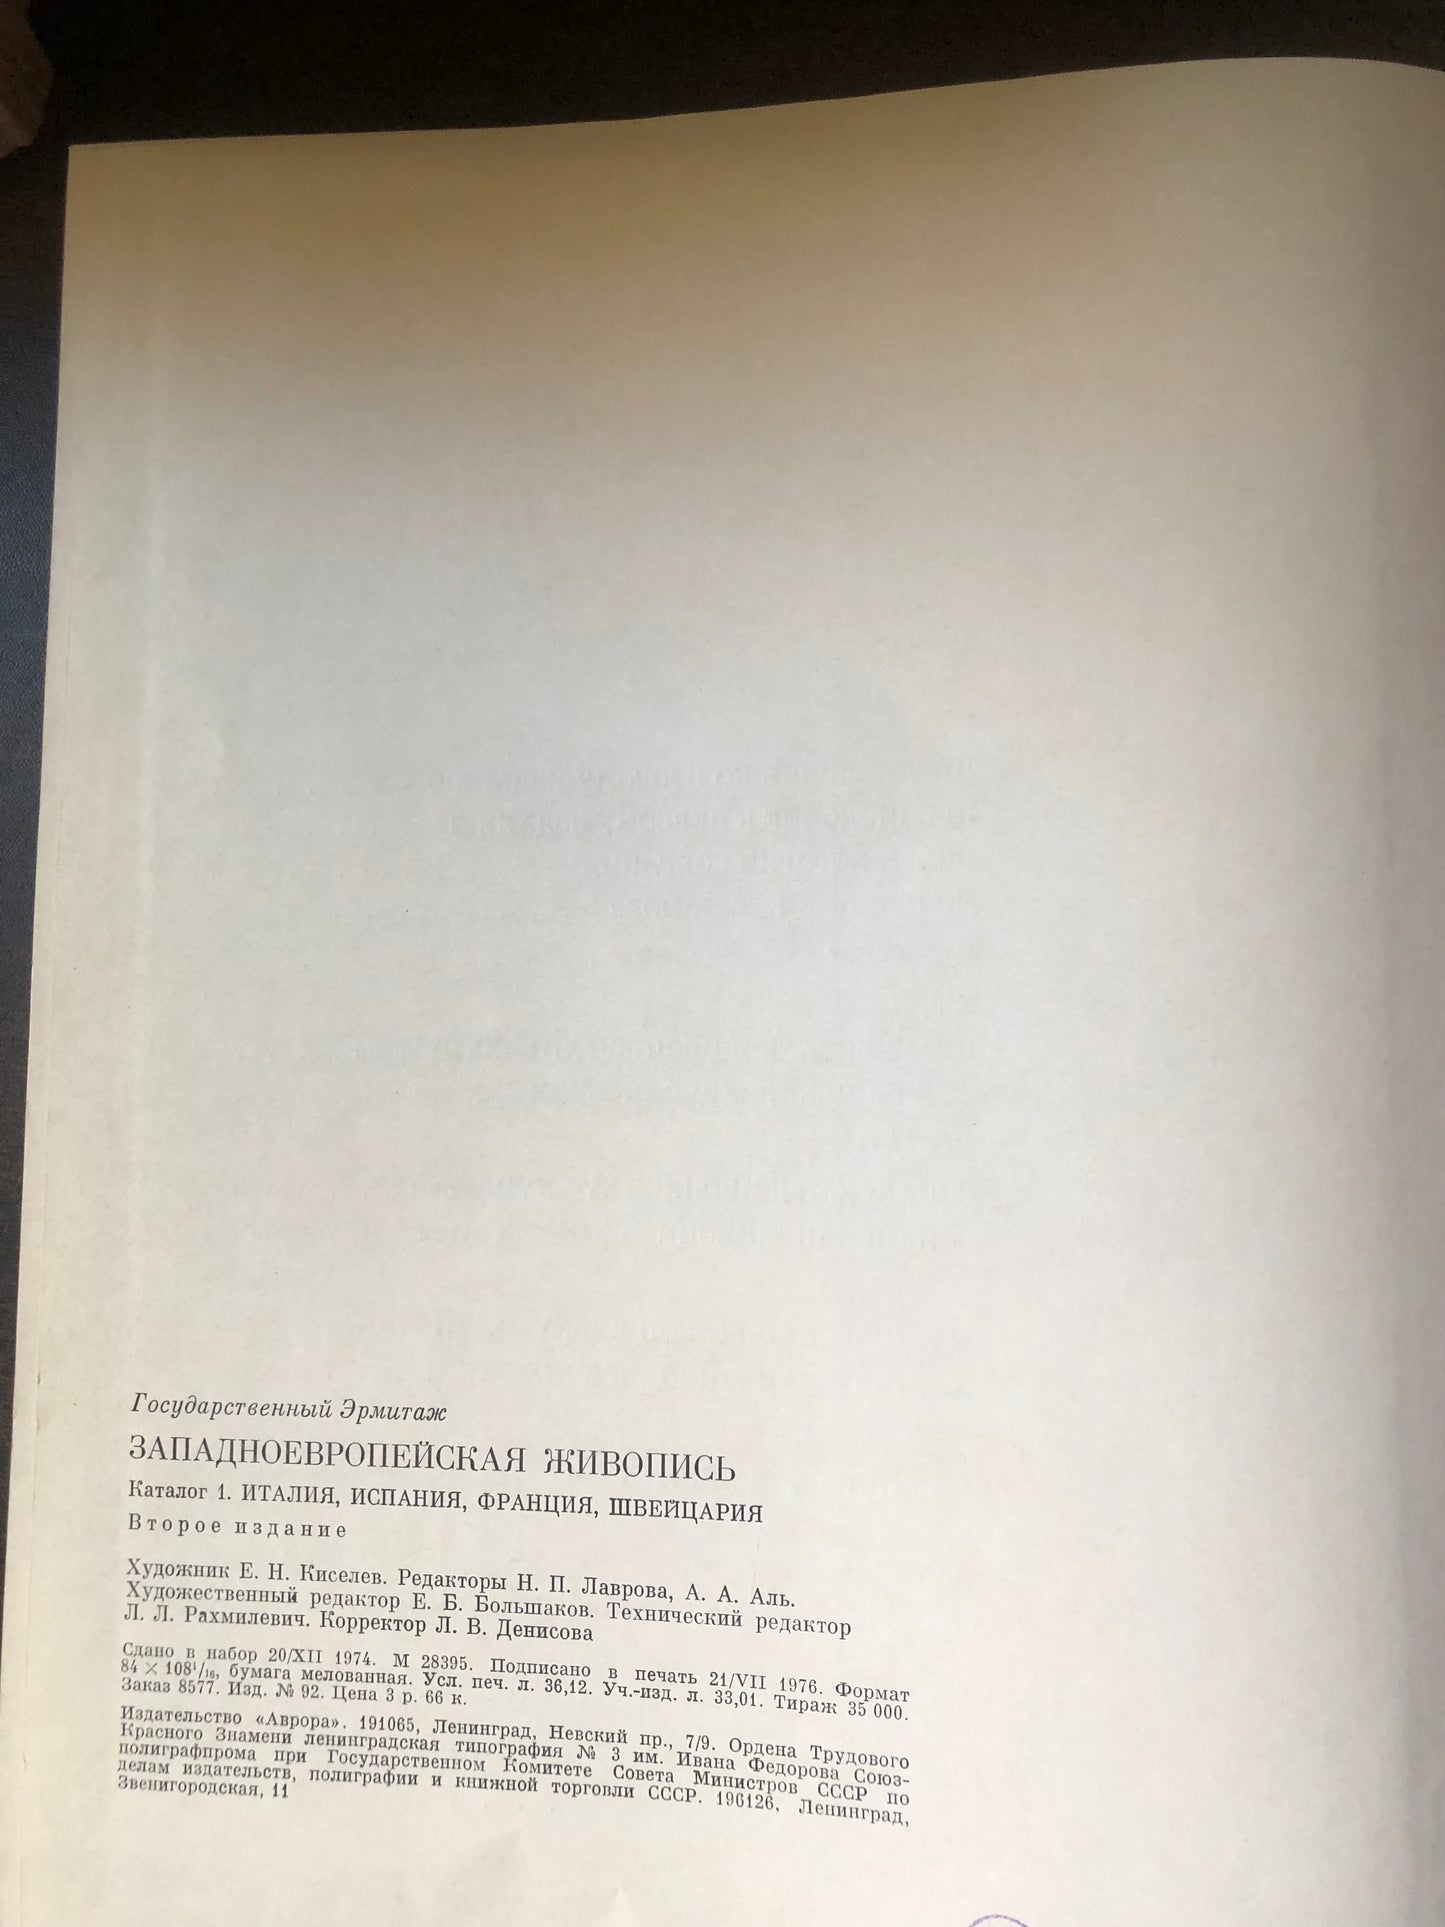 Государственный Эрмитаж
ЗАПАДНОЕВРОПЕЙСКАЯ ЖИВОПИСЬ
Каталог 1. ИТАЛИЯ, ИСПАНИЯ, ФРАНЦИЯ, ШВЕЙЦАРИЯ
Второе издание
Художник Е. Н. Киселев. Редакторы Н. П. Лаврова, А. А. Аль.
Художественный редактор Е. Б. Большаков. Технический редактор
Л. Л. Рахмилевич. Корректор Л. В. Денисова
Сдано в набор 20/XII 1974. М 28395. Подписано в печать 21/VII 1976. Формат
84 × 108¹/₁₆, бумага мелованная. Усл. печ. л. 36,12. Уч.-изд. л. 33,01. Тираж 35 000.
Заказ 8577. Изд. № 92. Цена 3 р. 66 к.
Издательство «Аврора». 191065, Ленинград, Невский пр., 7/9. Ордена Трудового
Красного Знамени ленинградская типография № 3 им. Ивана Федорова Союз-
полиграфпрома при Государственном Комитете Совета Министров СССР по
делам издательств, полиграфии и книжной торговли СССР. 196126, Ленинград,
Звенигородская, 11